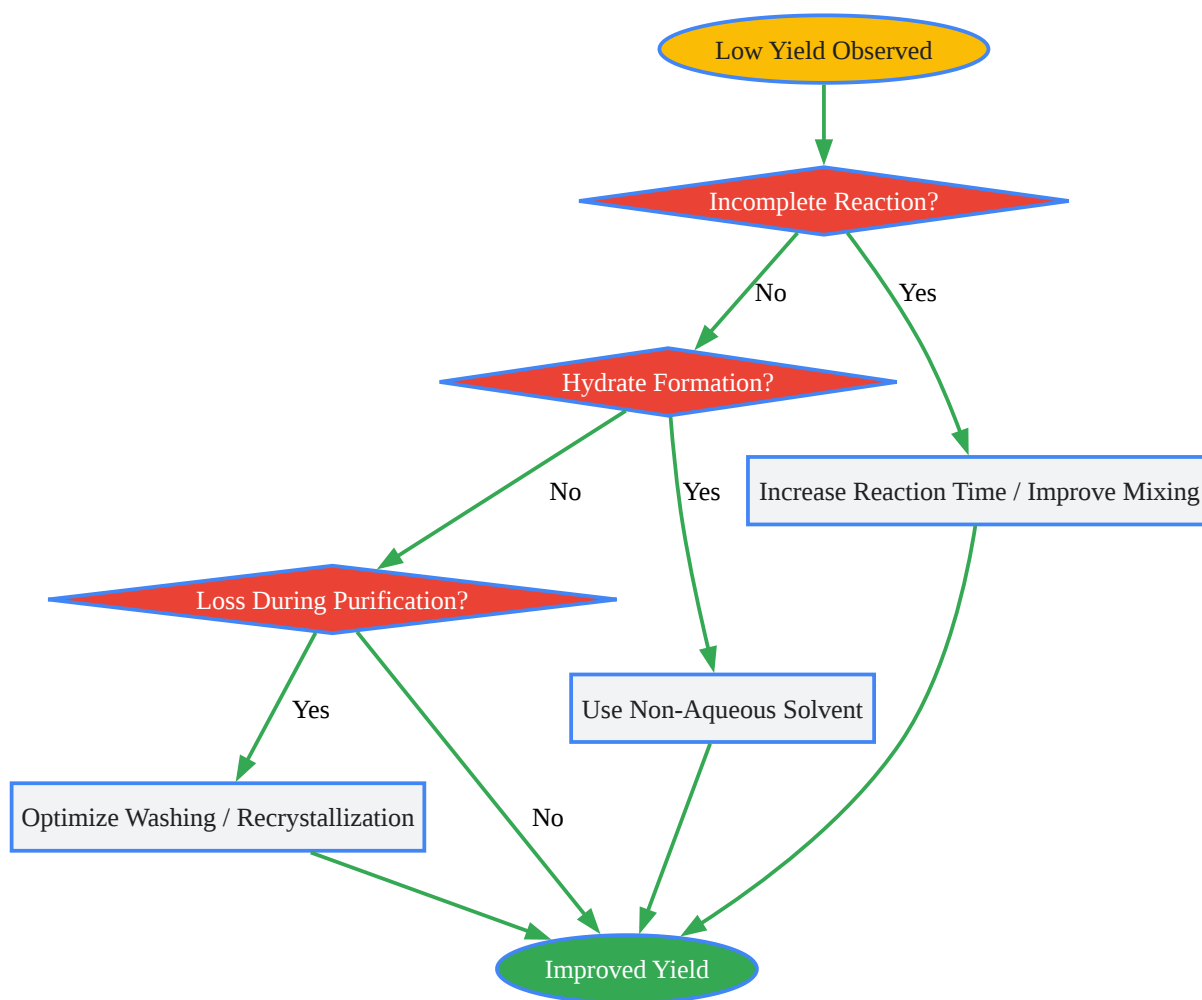 Low Yield Observed
Incomplete Reaction?
No
Yes
Hydrate Formation?
No
Yes
Increase Reaction Time / Improve Mixing
Loss During Purification?
Yes
Use Non-Aqueous Solvent
Optimize Washing / Recrystallization
No
Improved Yield